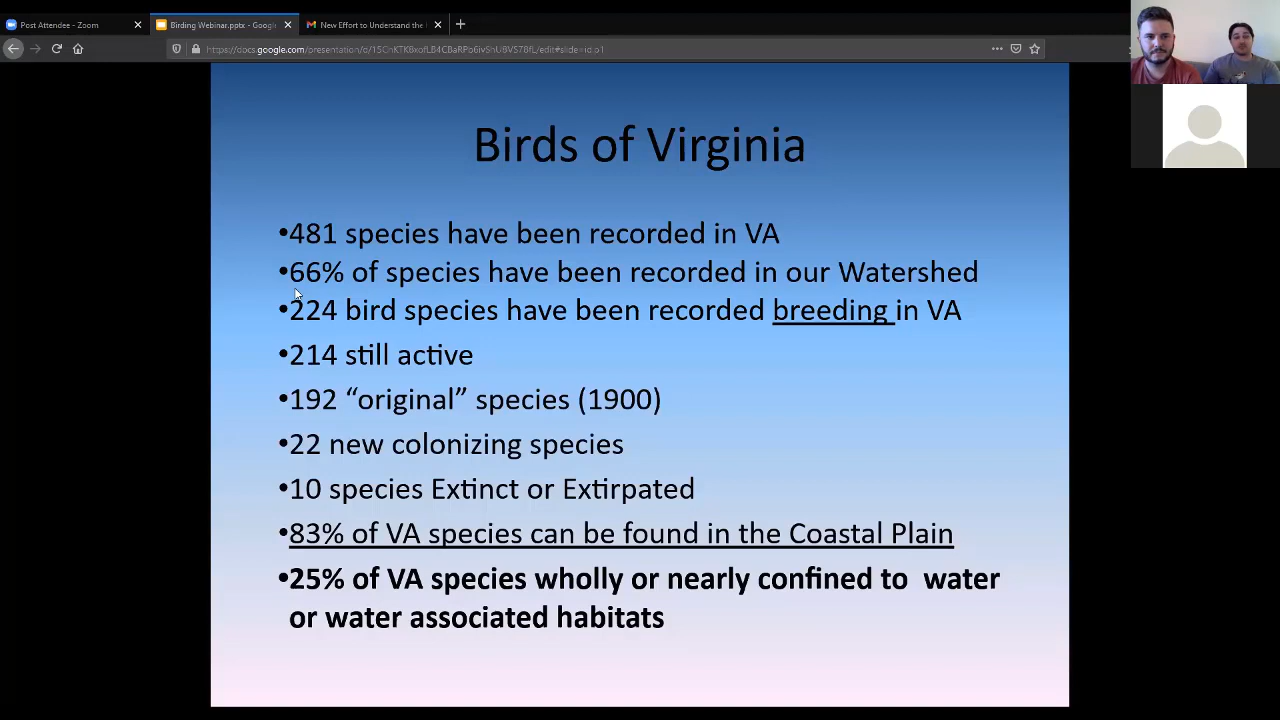 Post Attendee - Zoom
Birding Webinar.pptx - Google
New Effort to Understand the
Birds of Virginia
•481 species have been recorded in VA
•66% of species have been recorded in our Watershed
•224 bird species have been recorded breeding in VA
•214 still active
•192 “original” species (1900)
•22 new colonizing species
•10 species Extinct or Extirpated
•83% of VA species can be found in the Coastal Plain
•25% of VA species wholly or nearly confined to water
or water associated habitats